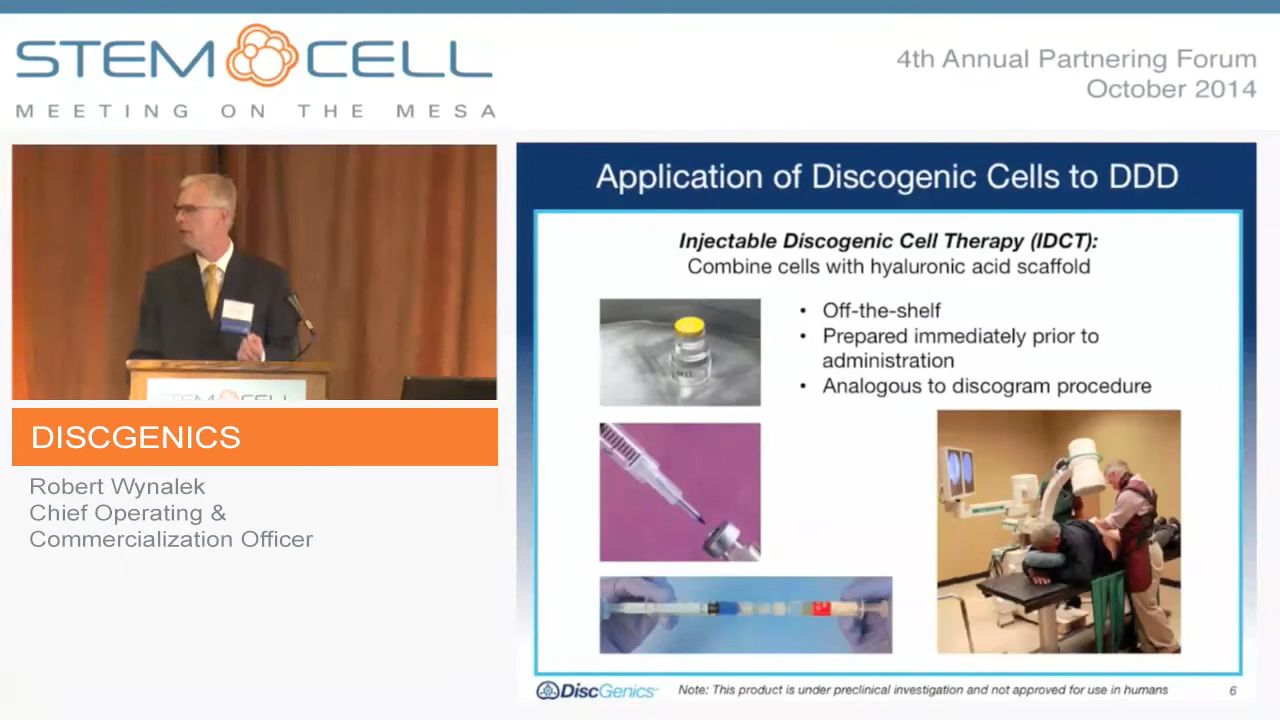 STEM CELL
MEETING ON THE MESA
4th Annual Partnering Forum
October 2014
STEM CELL
DISCGENICS
Robert Wynalek
Chief Operating &
Commercialization Officer
Application of Discogenic Cells to DDD
Injectable Discogenic Cell Therapy (IDCT):
Combine cells with hyaluronic acid scaffold
• Off-the-shelf
• Prepared immediately prior to
administration
• Analogous to discogram procedure
DiscGenics
Note: This product is under preclinical investigation and not approved for use in humans
6